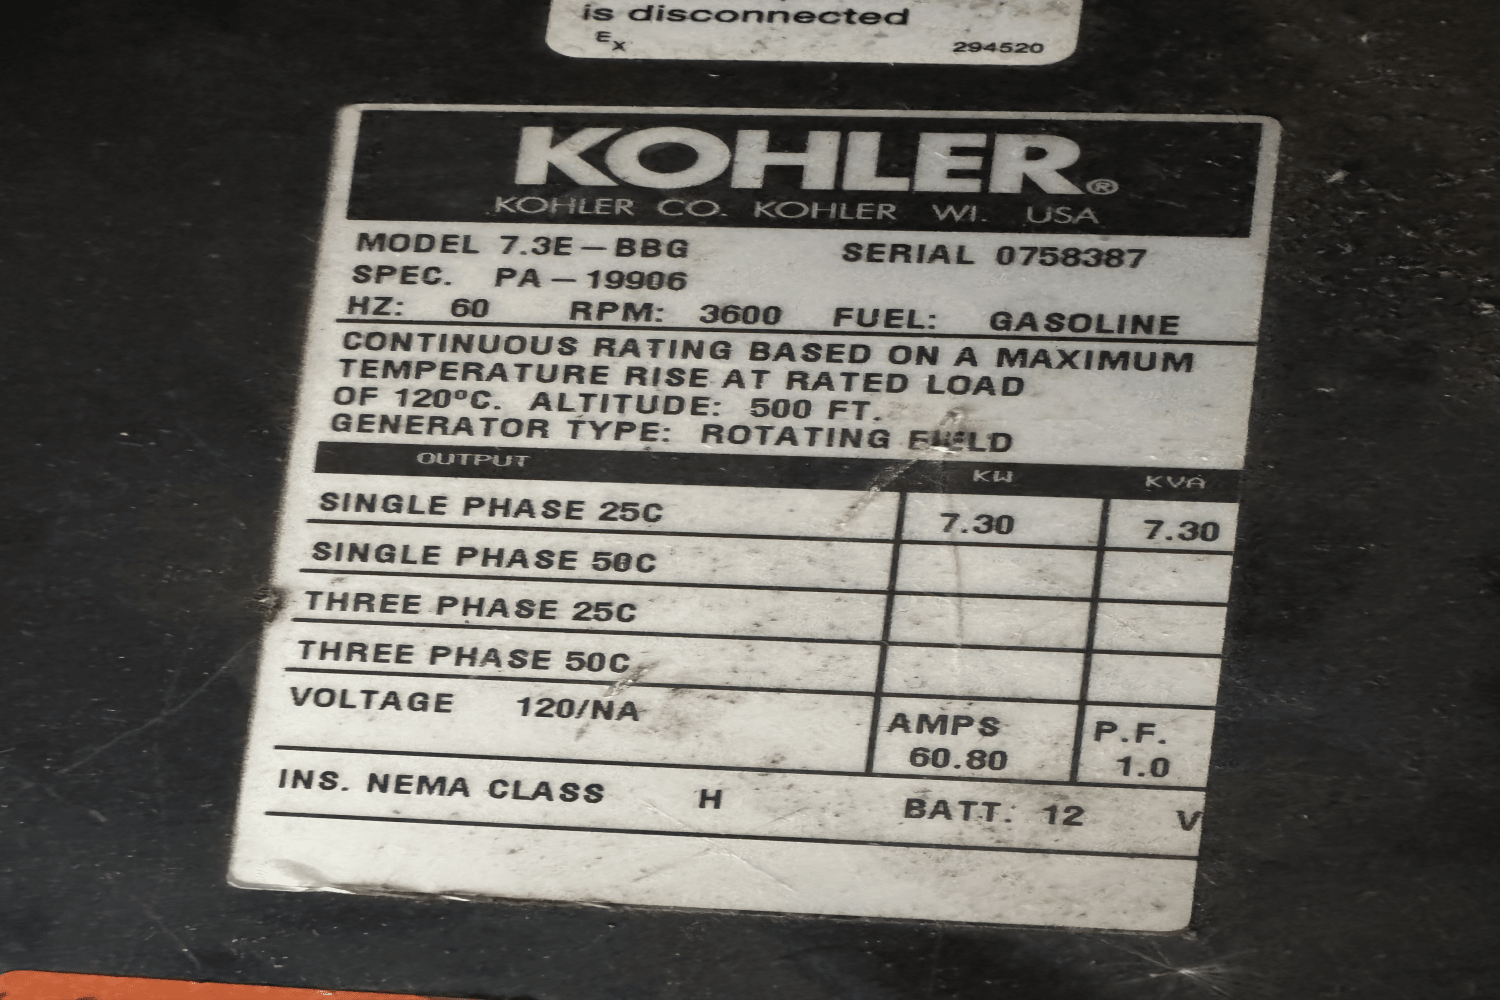 is disconnected
Ex 294520
KOHLER®
KOHLER CO. KOHLER WI. USA
MODEL 7.3E-BBG SERIAL 0758387
SPEC. PA-19906
HZ: 60 RPM: 3600 FUEL: GASOLINE
CONTINUOUS RATING BASED ON A MAXIMUM
TEMPERATURE RISE AT RATED LOAD
OF 120ºC. ALTITUDE: 500 FT.
GENERATOR TYPE: ROTATING FIELD
OUTPUT KW KVA
SINGLE PHASE 25C 7.30 7.30
SINGLE PHASE 50C
THREE PHASE 25C
THREE PHASE 50C
VOLTAGE 120/NA AMPS P.F.
60.80 1.0
INS. NEMA CLASS H BATT: 12 V